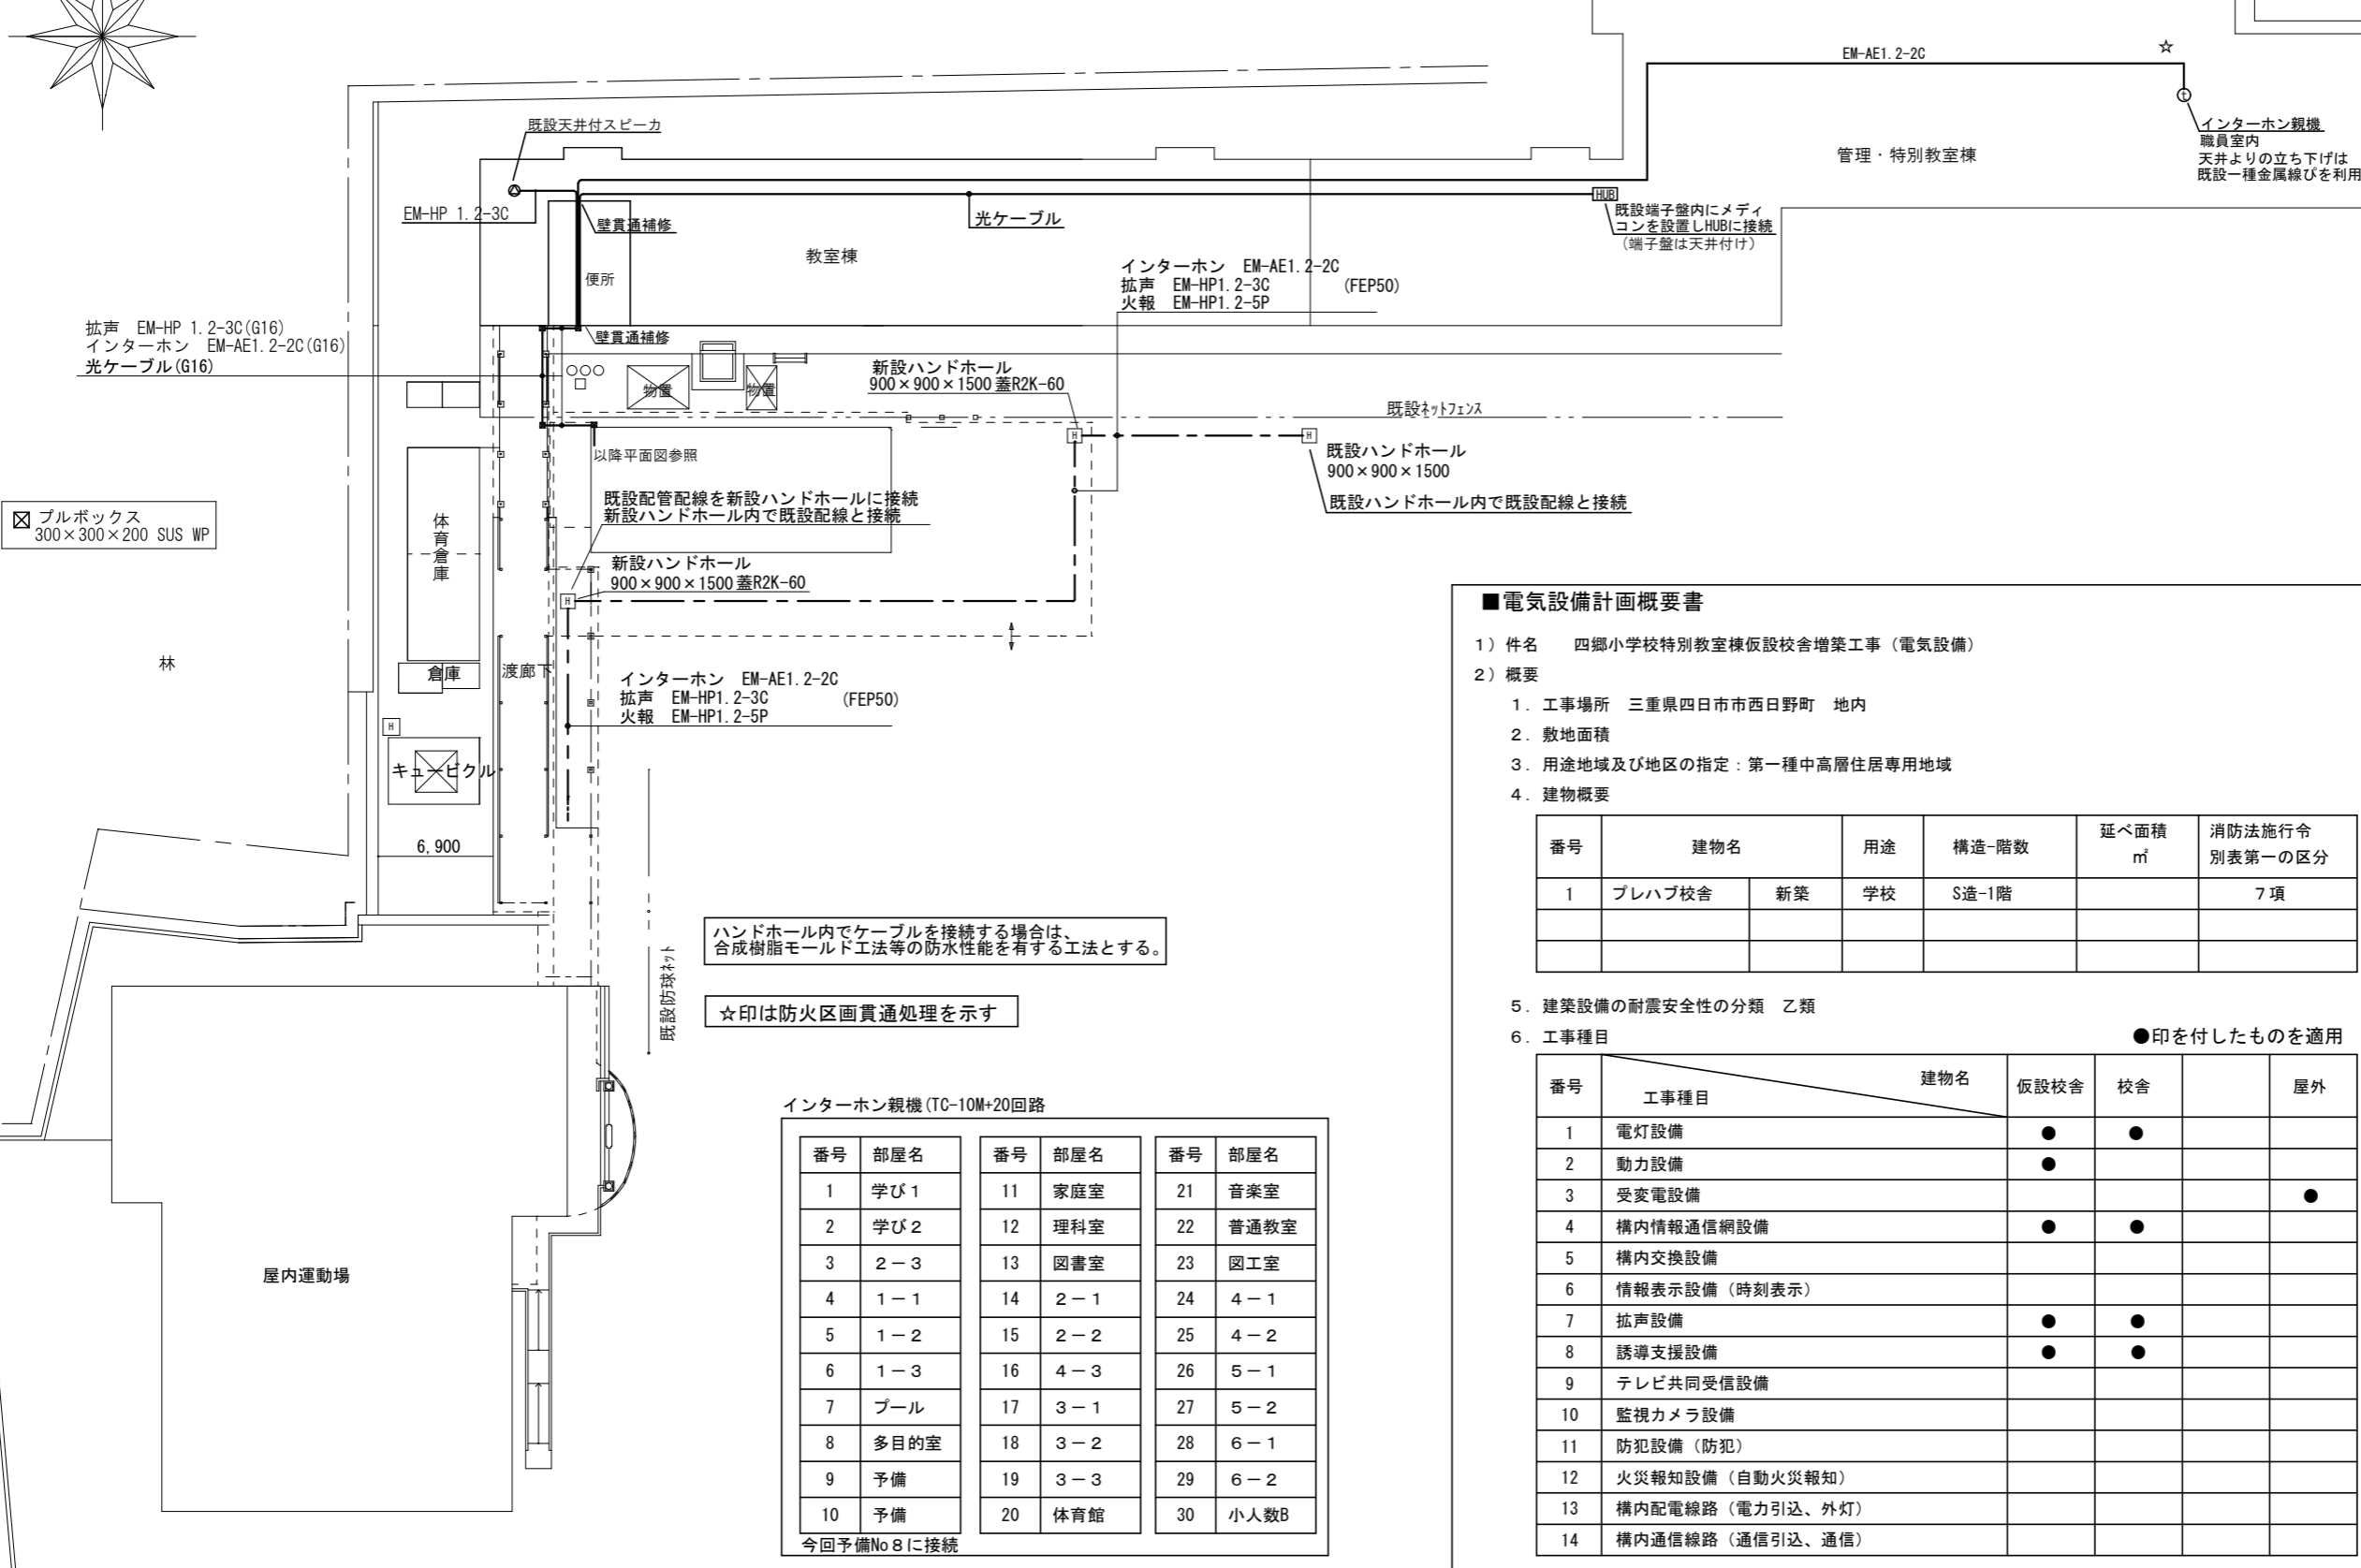 EM-AE1.2-2C
☆
既設天井付スピーカ
インターホン親機
職員室内
天井よりの立ち下げは
既設一種金属線ぴを利用
管理・特別教室棟
EM-HP 1.2-3C
壁貫通補修
光ケーブル
HUB
既設端子盤内にメディ
コンを設置しHUBに接続
(端子盤は天井付け)
教室棟
便所
インターホン EM-AE1.2-2C
拡声 EM-HP1.2-3C (FEP50)
火報 EM-HP1.2-5P
拡声 EM-HP 1.2-3C(G16)
インターホン EM-AE1.2-2C(G16)
光ケーブル(G16)
壁貫通補修
物置
物置
新設ハンドホール
900×900×1500 蓋R2K-60
既設ネットフェンス
H
H
以降平面図参照
既設ハンドホール
900×900×1500
既設ハンドホール内で既設配線と接続
既設配管配線を新設ハンドホールに接続
新設ハンドホール内で既設配線と接続
プルボックス
300×300×200 SUS WP
体育倉庫
新設ハンドホール
900×900×1500 蓋R2K-60
H
林
倉庫
渡廊下
インターホン EM-AE1.2-2C
拡声 EM-HP1.2-3C (FEP50)
火報 EM-HP1.2-5P
H
キュービクル
6,900
既設防球ネット
ハンドホール内でケーブルを接続する場合は、
合成樹脂モールド工法等の防水性能を有する工法とする。
☆印は防火区画貫通処理を示す
屋内運動場
インターホン親機(TC-10M+20回路
番号 部屋名 番号 部屋名 番号 部屋名
1 学び1 11 家庭室 21 音楽室
2 学び2 12 理科室 22 普通教室
3 2-3 13 図書室 23 図工室
4 1-1 14 2-1 24 4-1
5 1-2 15 2-2 25 4-2
6 1-3 16 4-3 26 5-1
7 プール 17 3-1 27 5-2
8 多目的室 18 3-2 28 6-1
9 予備 19 3-3 29 6-2
10 予備 20 体育館 30 小人数B
今回予備No8に接続
■電気設備計画概要書
1)件名 四郷小学校特別教室棟仮設校舎増築工事(電気設備)
2)概要
1.工事場所 三重県四日市市西日野町 地内
2.敷地面積
3.用途地域及び地区の指定:第一種中高層住居専用地域
4.建物概要
番号 建物名 用途 構造-階数 延べ面積 ㎡ 消防法施行令 別表第一の区分
1 プレハブ校舎 新築 学校 S造-1階 7項
5.建築設備の耐震安全性の分類 乙類
6.工事種目 ●印を付したものを適用
番号 工事種目 建物名 仮設校舎 校舎 屋外
1 電灯設備 ● ●
2 動力設備 ●
3 受変電設備 ●
4 構内情報通信網設備 ● ●
5 構内交換設備
6 情報表示設備(時刻表示)
7 拡声設備 ● ●
8 誘導支援設備 ● ●
9 テレビ共同受信設備
10 監視カメラ設備
11 防犯設備(防犯)
12 火災報知設備(自動火災報知)
13 構内配電線路(電力引込、外灯)
14 構内通信線路(通信引込、通信)